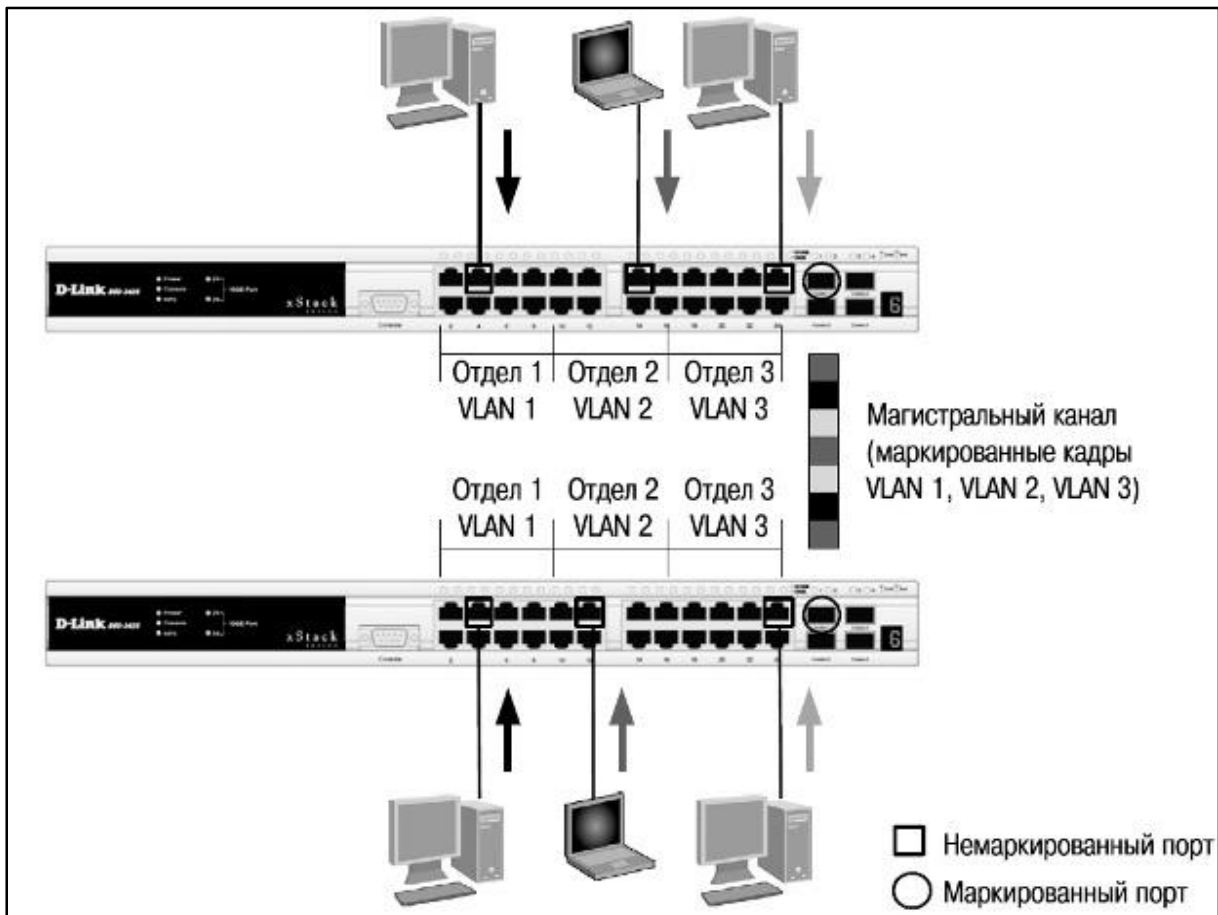 D-Link
xStack
Console
Отдел 1 Отдел 2 Отдел 3
VLAN 1 VLAN 2 VLAN 3
Магистральный канал
(маркированные кадры
VLAN 1, VLAN 2, VLAN 3)
Отдел 1 Отдел 2 Отдел 3
VLAN 1 VLAN 2 VLAN 3
D-Link
xStack
Console
Немаркированный порт
Маркированный порт